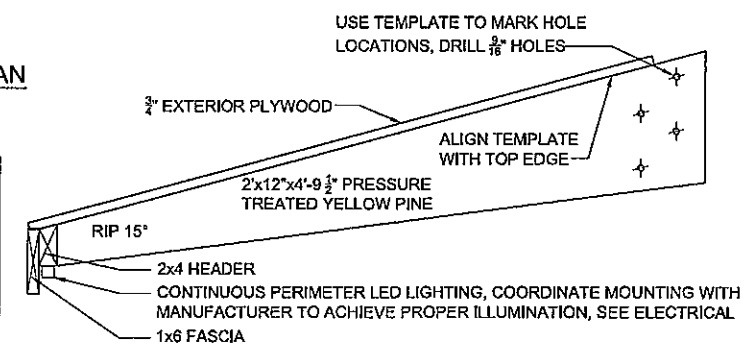 USE TEMPLATE TO MARK HOLE
LOCATIONS, DRILL 9/16" HOLES
AN
3/4" EXTERIOR PLYWOOD
ALIGN TEMPLATE
WITH TOP EDGE
2'x12"x4'-9 1/2" PRESSURE
TREATED YELLOW PINE
RIP 15°
2x4 HEADER
CONTINUOUS PERIMETER LED LIGHTING, COORDINATE MOUNTING WITH
MANUFACTURER TO ACHIEVE PROPER ILLUMINATION, SEE ELECTRICAL
1x6 FASCIA